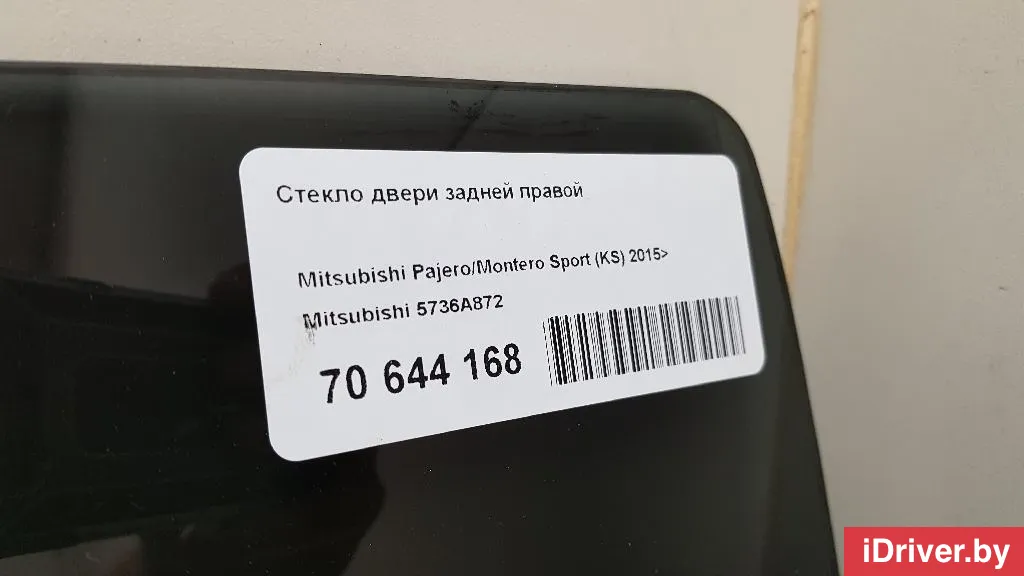 Стекло двери задней правой
Mitsubishi Pajero/Montero Sport (KS) 2015>
Mitsubishi 5736A872
70 644 168
iDriver.by